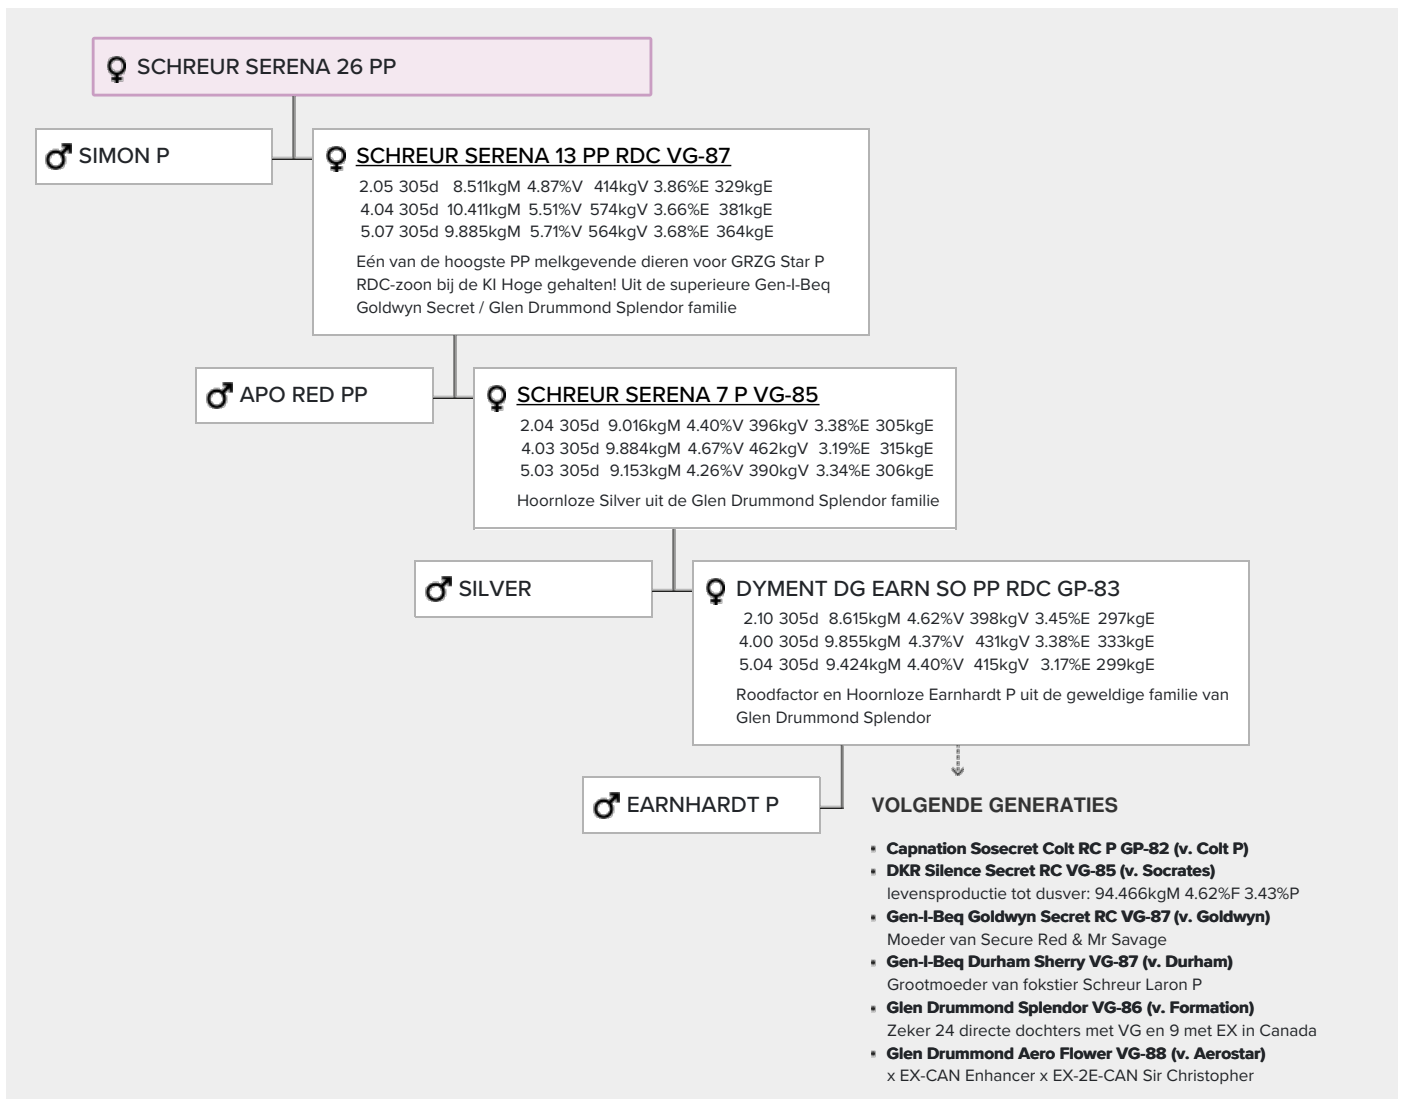 SCHREUR SERENA 26 PP
SIMON P
SCHREUR SERENA 13 PP RDC VG-87
2.05 305d 8.511kgM 4.87%V 414kgV 3.86%E 329kgE
4.04 305d 10.411kgM 5.51%V 574kgV 3.66%E 381kgE
5.07 305d 9.885kgM 5.71%V 564kgV 3.68%E 364kgE
Eén van de hoogste PP melkgevende dieren voor GRZG Star P
RDC-zoon bij de KI Hoge gehalten! Uit de superieure Gen-I-Beq
Goldwyn Secret / Glen Drummond Splendor familie
APO RED PP
SCHREUR SERENA 7 P VG-85
2.04 305d 9.016kgM 4.40%V 396kgV 3.38%E 305kgE
4.03 305d 9.884kgM 4.67%V 462kgV 3.19%E 315kgE
5.03 305d 9.153kgM 4.26%V 390kgV 3.34%E 306kgE
Hoornloze Silver uit de Glen Drummond Splendor familie
SILVER
DYMENT DG EARN SO PP RDC GP-83
2.10 305d 8.615kgM 4.62%V 398kgV 3.45%E 297kgE
4.00 305d 9.855kgM 4.37%V 431kgV 3.38%E 333kgE
5.04 305d 9.424kgM 4.40%V 415kgV 3.17%E 299kgE
Roodfactor en Hoornloze Earnhardt P uit de geweldige familie van
Glen Drummond Splendor
EARNHARDT P
VOLGENDE GENERATIES
Capnation Sosecret Colt RC P GP-82 (v. Colt P)
DKR Silence Secret RC VG-85 (v. Socrates)
levensproductie tot dusver: 94.466kgM 4.62%F 3.43%P
Gen-I-Beq Goldwyn Secret RC VG-87 (v. Goldwyn)
Moeder van Secure Red & Mr Savage
Gen-I-Beq Durham Sherry VG-87 (v. Durham)
Grootmoeder van fokstier Schreur Laron P
Glen Drummond Splendor VG-86 (v. Formation)
Zeker 24 directe dochters met VG en 9 met EX in Canada
Glen Drummond Aero Flower VG-88 (v. Aerostar)
x EX-CAN Enhancer x EX-2E-CAN Sir Christopher